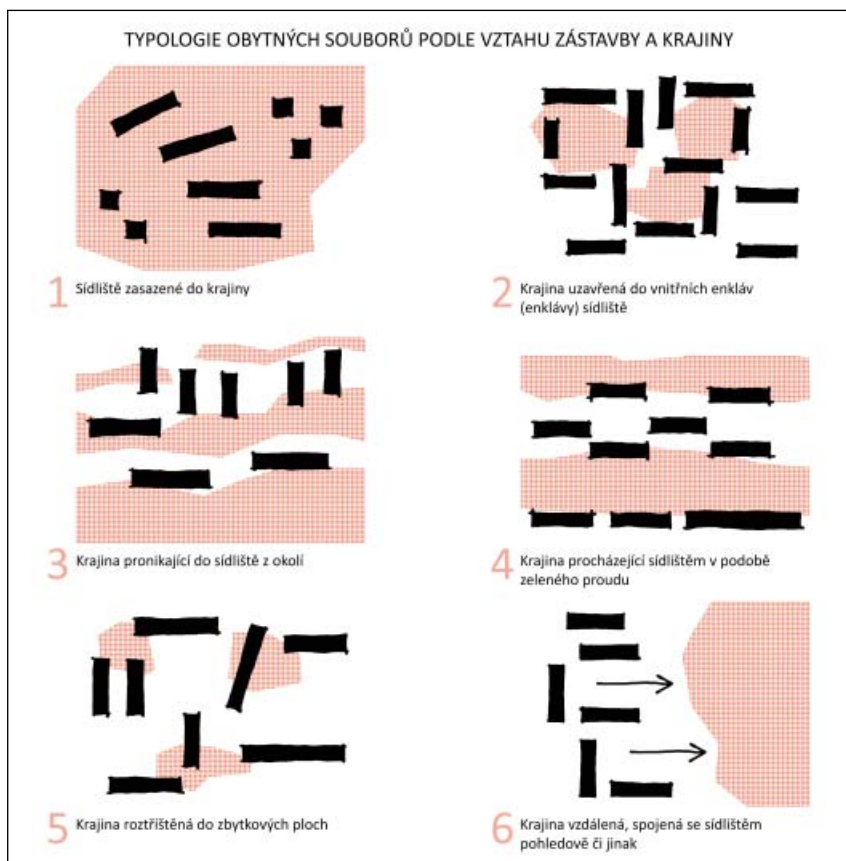 TYPOLOGIE OBYTNÝCH SOUBORŮ PODLE VZTAHU ZÁSTAVBY A KRAJINY
1 Sídliště zasazené do krajiny
2 Krajina uzavřená do vnitřních enkláv
(enklávy) sídliště
3 Krajina pronikající do sídliště z okolí
4 Krajina procházející sídlištěm v podobě
zeleného proudu
5 Krajina roztříštěná do zbytkových ploch
6 Krajina vzdálená, spojená se sídlištěm
pohledově či jinak